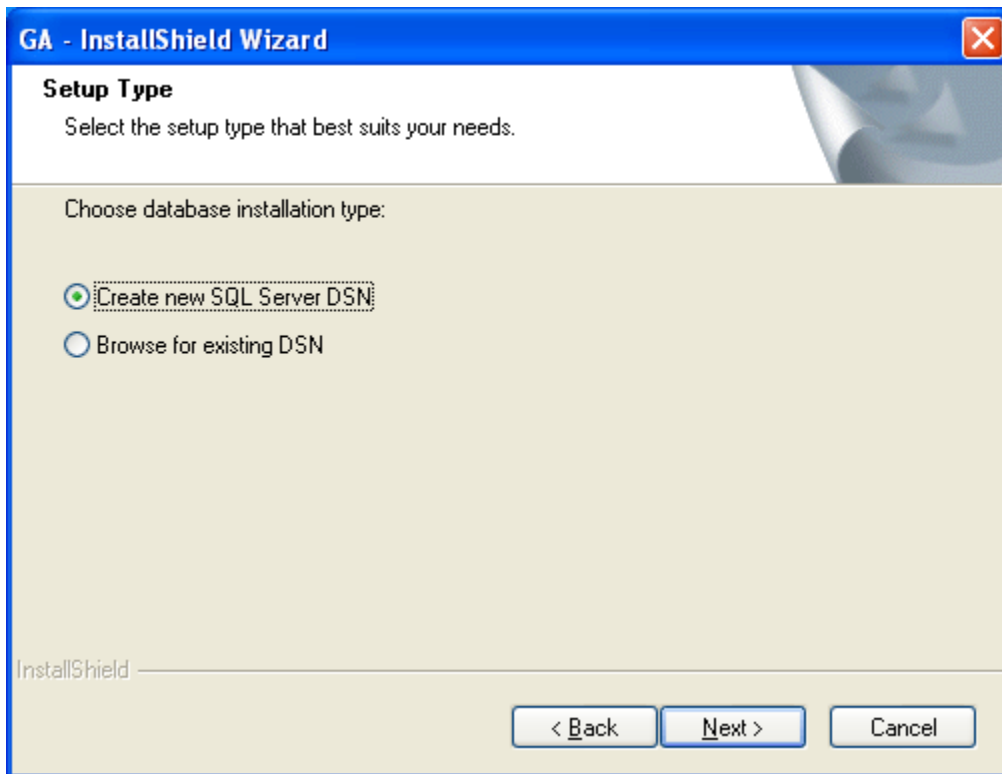 GA - InstallShield Wizard
Setup Type
Select the setup type that best suits your needs.
Choose database installation type:
Create new SQL Server DSN
Browse for existing DSN
InstallShield
< Back
Next >
Cancel